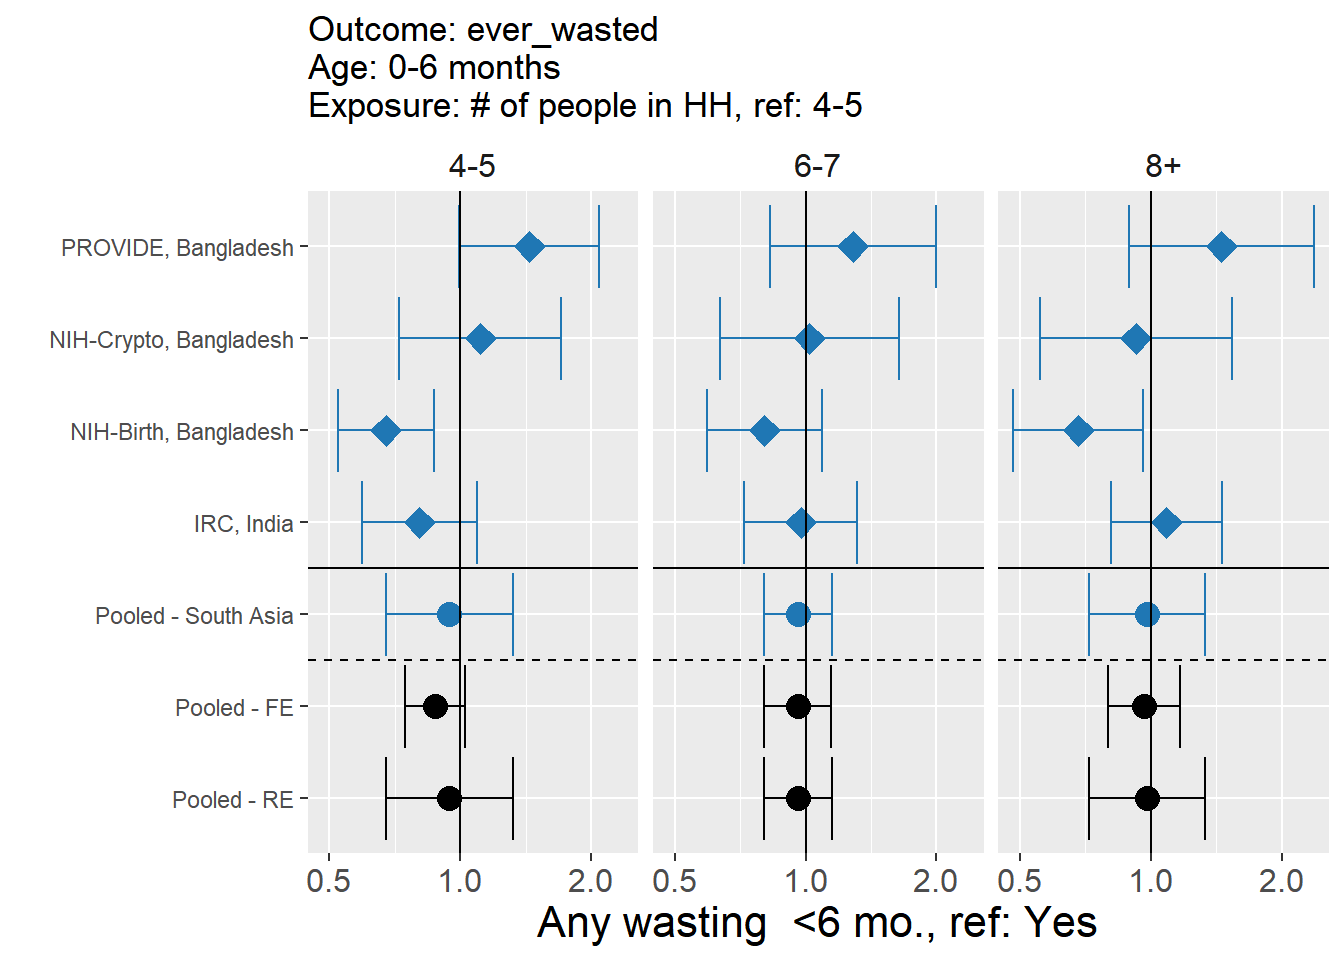 Outcome: ever_wasted
Age: 0-6 months
Exposure: # of people in HH, ref: 4-5
4-5 6-7 8+
PROVIDE, Bangladesh
NIH-Crypto, Bangladesh
NIH-Birth, Bangladesh
IRC, India
Pooled - South Asia
Pooled - FE
Pooled - RE
0.5 1.0 2.0 0.5 1.0 2.0 0.5 1.0 2.0
Any wasting  <6 mo., ref: Yes